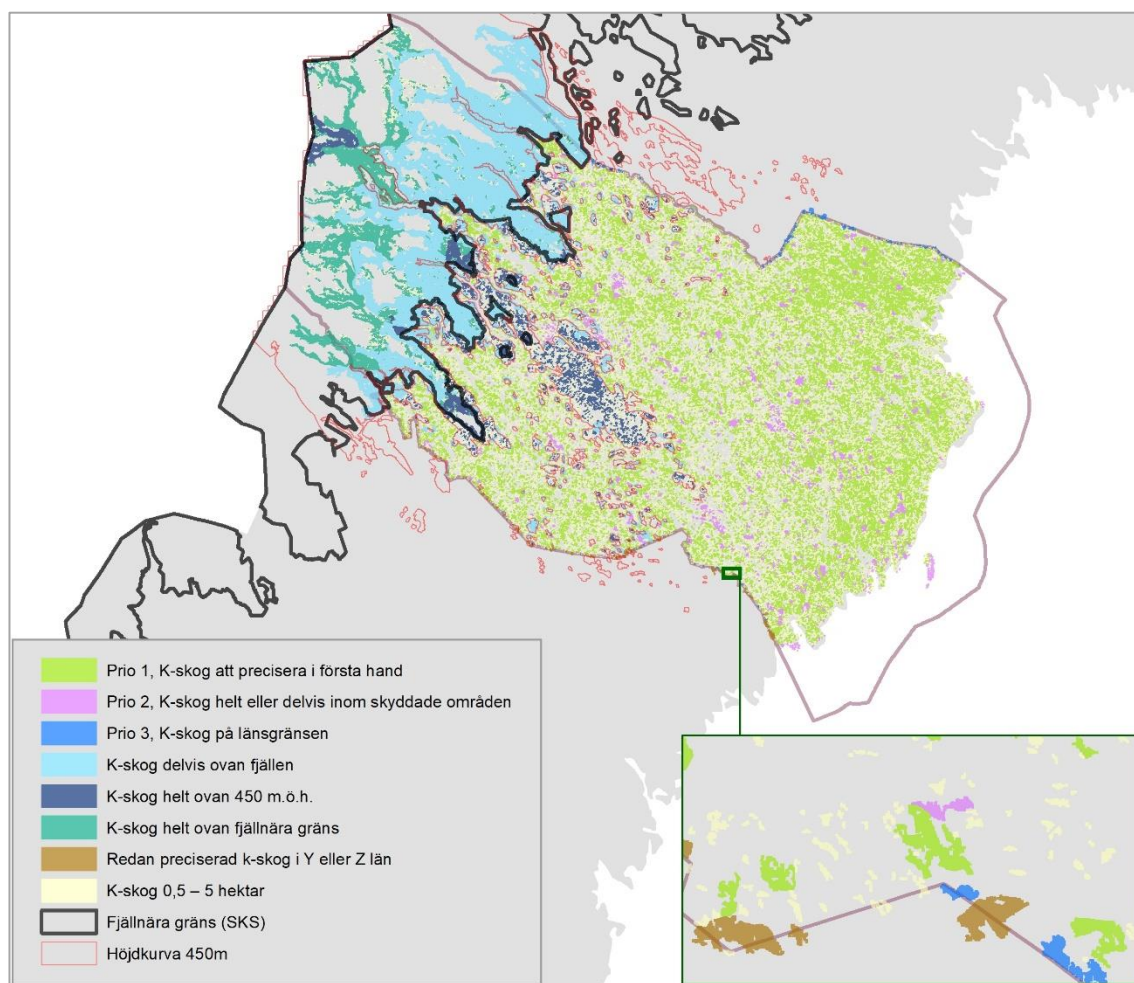 Prio 1, K-skog att precisera i första hand
Prio 2, K-skog helt eller delvis inom skyddade områden
Prio 3, K-skog på länsgränsen
K-skog delvis ovan fjällen
K-skog helt ovan 450 m.ö.h.
K-skog helt ovan fjällnära gräns
Redan preciserad k-skog i Y eller Z län
K-skog 0,5 – 5 hektar
Fjällnära gräns (SKS)
Höjdkurva 450m